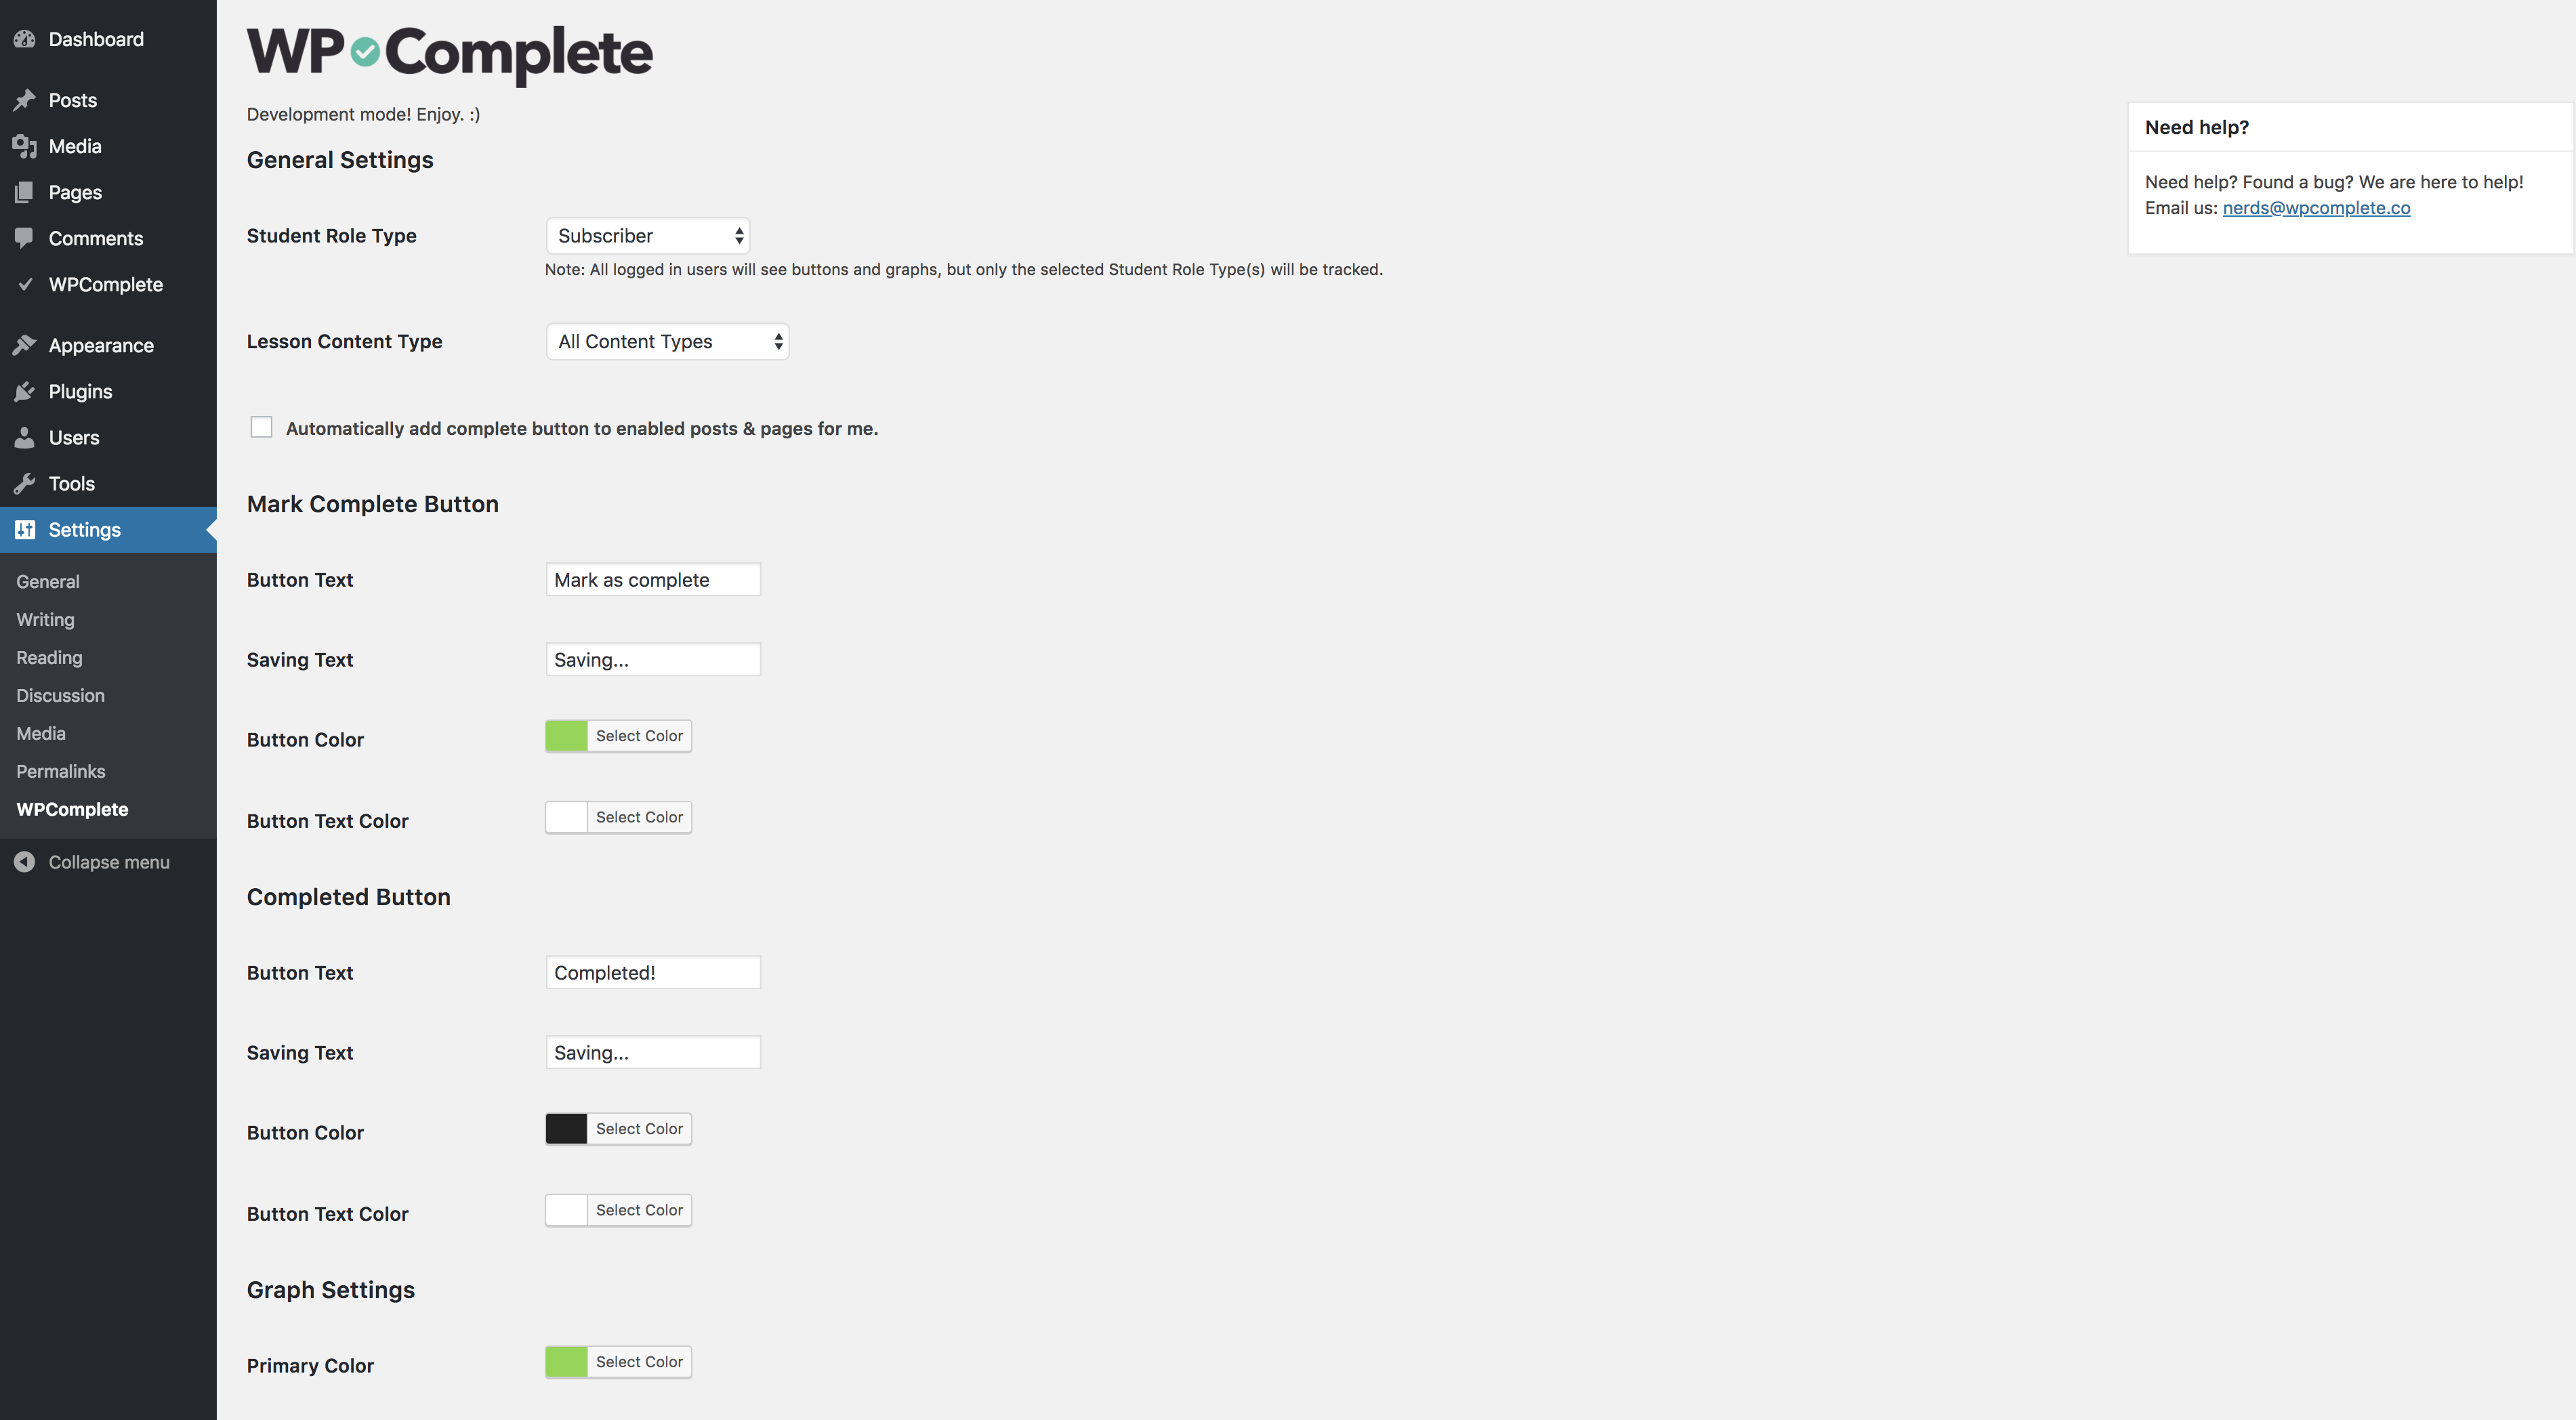 Dashboard
Posts
Media
Pages
Comments
WPComplete
Appearance
Plugins
Users
Tools
Settings
General
Writing
Reading
Discussion
Media
Permalinks
WPComplete
Collapse menu
WP Complete
Development mode! Enjoy. :)
General Settings
Student Role Type
Subscriber
Note: All logged in users will see buttons and graphs, but only the selected Student Role Type(s) will be tracked.
Lesson Content Type
All Content Types
Automatically add complete button to enabled posts & pages for me.
Mark Complete Button
Button Text
Mark as complete
Saving Text
Saving...
Button Color
Select Color
Button Text Color
Select Color
Completed Button
Button Text
Completed!
Saving Text
Saving...
Button Color
Select Color
Button Text Color
Select Color
Graph Settings
Primary Color
Select Color
Need help?
Need help? Found a bug? We are here to help!
Email us: nerds@wpcomplete.co